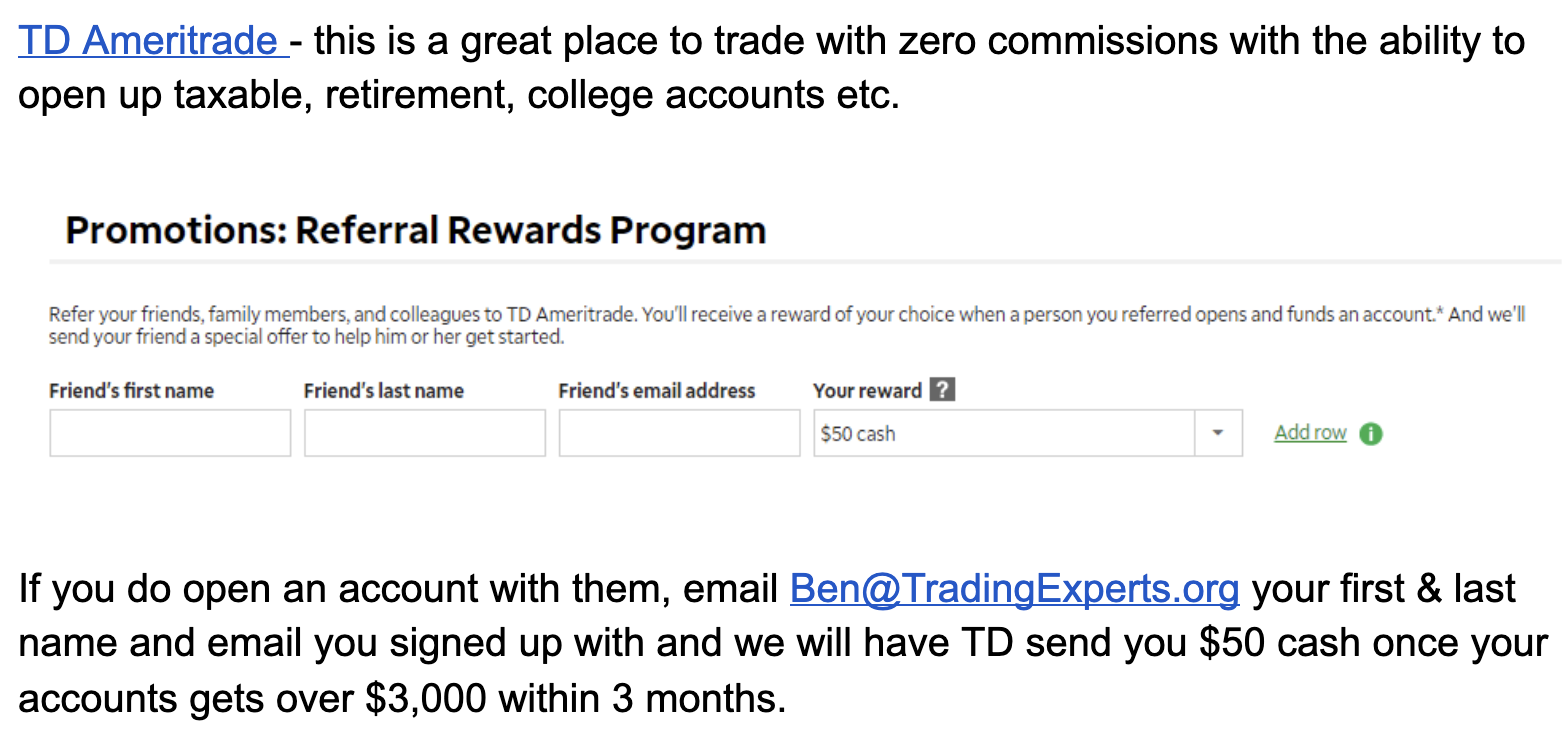 TD Ameritrade - this is a great place to trade with zero commissions with the ability to
open up taxable, retirement, college accounts etc.
Promotions: Referral Rewards Program
Refer your friends, family members, and colleagues to TD Ameritrade. You'll receive a reward of your choice when a person you referred opens and funds an account.* And we'll
send your friend a special offer to help him or her get started.
Friend's first name Friend's last name Friend's email address Your reward ?
$50 cash Add row i
If you do open an account with them, email Ben@TradingExperts.org your first & last
name and email you signed up with and we will have TD send you $50 cash once your
accounts gets over $3,000 within 3 months.